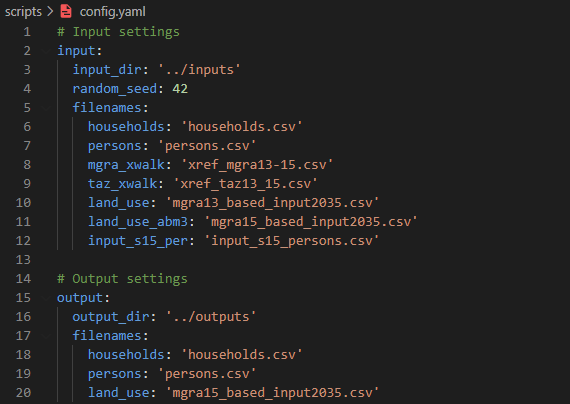 scripts > config.yaml
1 # Input settings
2 input:
3   input_dir: '../inputs'
4   random_seed: 42
5   filenames:
6     households: 'households.csv'
7     persons: 'persons.csv'
8     mgra_xwalk: 'xref_mgra13-15.csv'
9     taz_xwalk: 'xref_taz13_15.csv'
10     land_use: 'mgra13_based_input2035.csv'
11     land_use_abm3: 'mgra15_based_input2035.csv'
12     input_s15_per: 'input_s15_persons.csv'
13
14 # Output settings
15 output:
16   output_dir: '../outputs'
17   filenames:
18     households: 'households.csv'
19     persons: 'persons.csv'
20     land_use: 'mgra15_based_input2035.csv'